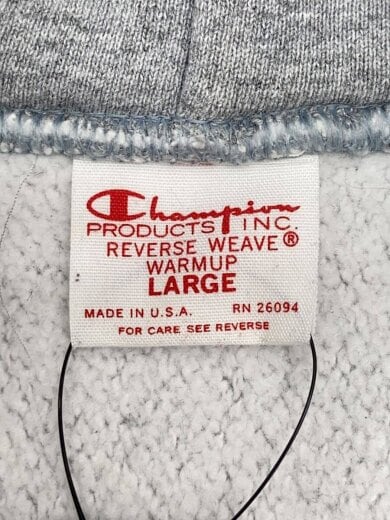 Champion
PRODUCTS INC.
REVERSE WEAVE®
WARMUP
LARGE
MADE IN U.S.A. RN 26094
FOR CARE SEE REVERSE